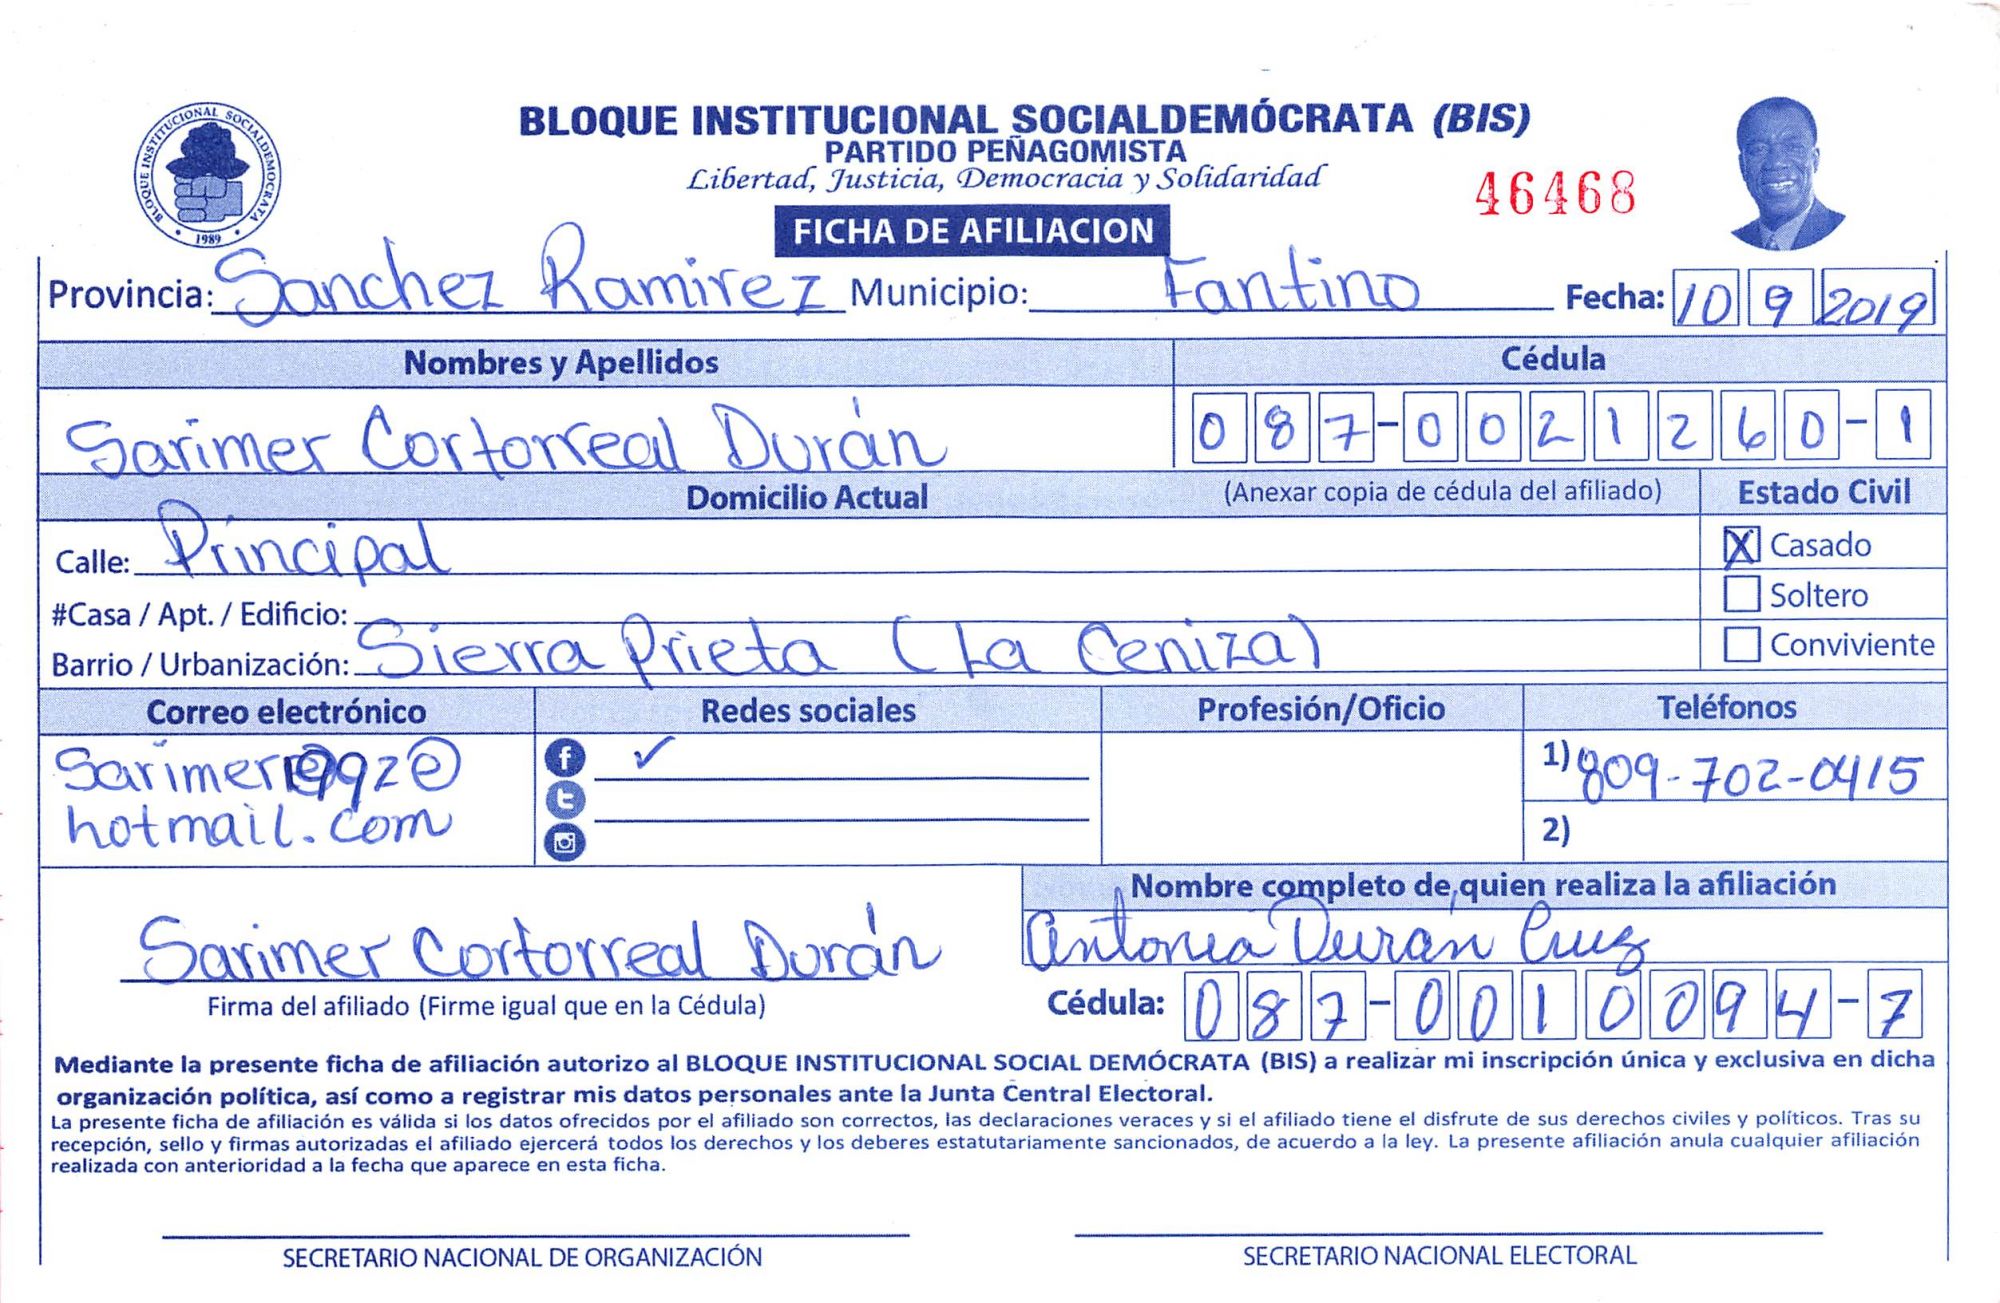 BLOQUE INSTITUCIONAL SOCIALDEMÓCRATA
1989
BLOQUE INSTITUCIONAL SOCIALDEMÓCRATA (BIS)
PARTIDO PEÑAGOMISTA
Libertad, Justicia, Democracia y Solidaridad
46468
FICHA DE AFILIACION
Provincia: Sanchez Ramirez Municipio: Fantino Fecha: 10 9 2019
Nombres y Apellidos Cédula
Sarimer Cortorreal Durán 087-0021260-1
Domicilio Actual (Anexar copia de cédula del afiliado) Estado Civil
Calle: Principal X Casado
#Casa / Apt. / Edificio: Soltero
Barrio / Urbanización: Sierra Prieta (La Ceniza) Conviviente
Correo electrónico Redes sociales Profesión/Oficio Teléfonos
Sarimer1992@ ✓ 1) 809-702-0415
hotmail.com 2)
Nombre completo de quien realiza la afiliación
Sarimer Cortorreal Durán Antonia Duran Cruz
Firma del afiliado (Firme igual que en la Cédula) Cédula: 087-0010094-7
Mediante la presente ficha de afiliación autorizo al BLOQUE INSTITUCIONAL SOCIAL DEMÓCRATA (BIS) a realizar mi inscripción única y exclusiva en dicha
organización política, así como a registrar mis datos personales ante la Junta Central Electoral.
La presente ficha de afiliación es válida si los datos ofrecidos por el afiliado son correctos, las declaraciones veraces y si el afiliado tiene el disfrute de sus derechos civiles y políticos. Tras su
recepción, sello y firmas autorizadas el afiliado ejercerá todos los derechos y los deberes estatutariamente sancionados, de acuerdo a la ley. La presente afiliación anula cualquier afiliación
realizada con anterioridad a la fecha que aparece en esta ficha.
SECRETARIO NACIONAL DE ORGANIZACIÓN SECRETARIO NACIONAL ELECTORAL